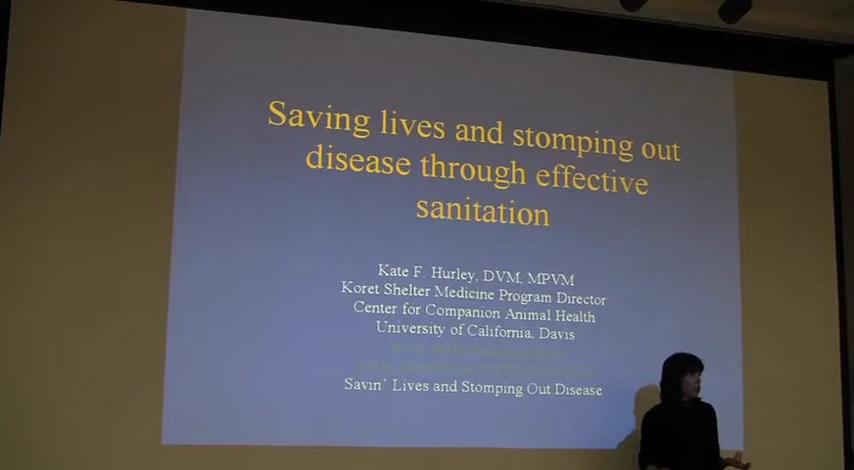 Saving lives and stomping out
disease through effective
sanitation
Kate F. Hurley, DVM, MPVM
Koret Shelter Medicine Program Director
Center for Companion Animal Health
University of California, Davis
Savin' Lives and Stomping Out Disease